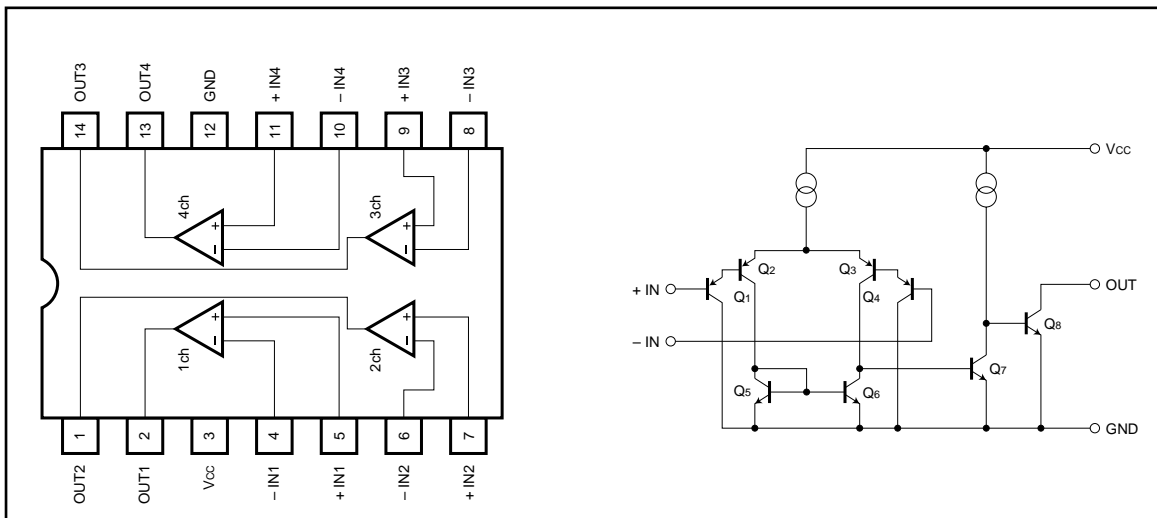 OUT3
OUT4
GND
+ IN4
– IN4
+ IN3
– IN3
14
13
12
11
10
9
8
4ch
+
–
3ch
+
–
1ch
+
–
2ch
+
–
1
2
3
4
5
6
7
OUT2
OUT1
VCC
– IN1
+ IN1
– IN2
+ IN2
VCC
Q2
Q3
+ IN
Q1
Q4
OUT
Q8
– IN
Q7
Q5
Q6
GND